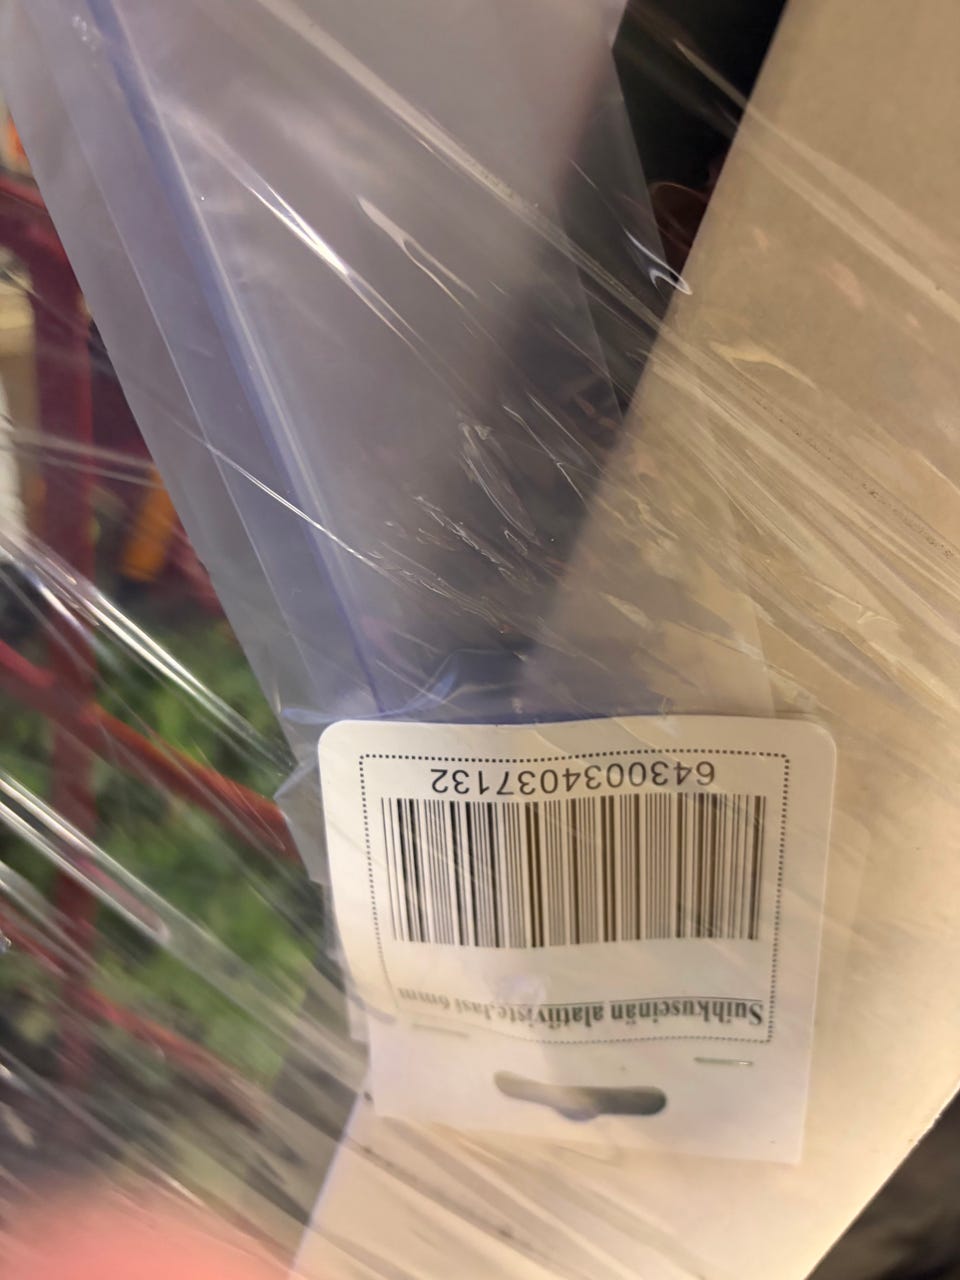 Suihkuseinän alatiiviste.lasi 6mm
6430034037132